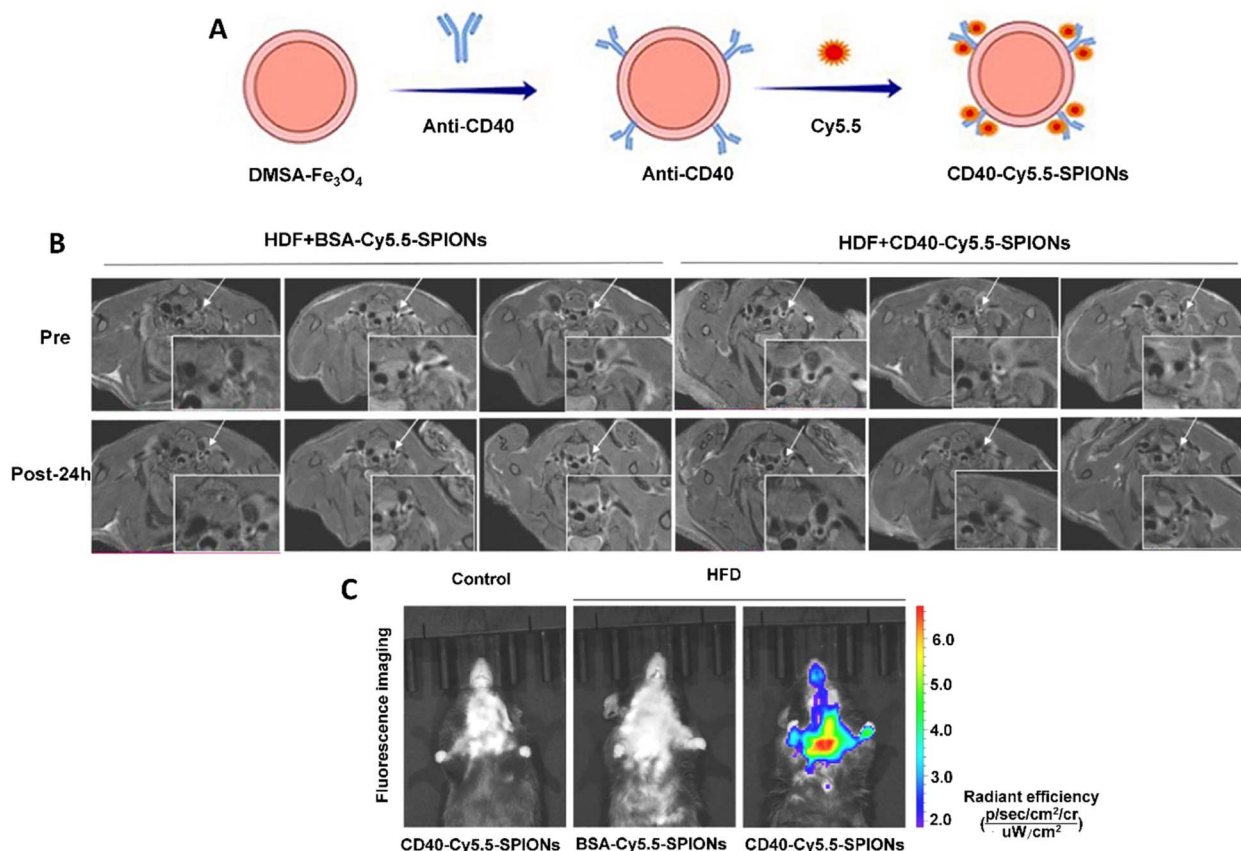 A
Anti-CD40
Cy5.5
DMSA-Fe₃O₄
Anti-CD40
CD40-Cy5.5-SPIONs
B
HDF+BSA-Cy5.5-SPIONs
HDF+CD40-Cy5.5-SPIONs
Pre
Post-24h
C
Control
HFD
Fluorescence imaging
6.0
5.0
4.0
3.0
2.0
Radiant efficiency
(p/sec/cm²/cr
uW/cm²)
CD40-Cy5.5-SPIONs
BSA-Cy5.5-SPIONs
CD40-Cy5.5-SPIONs